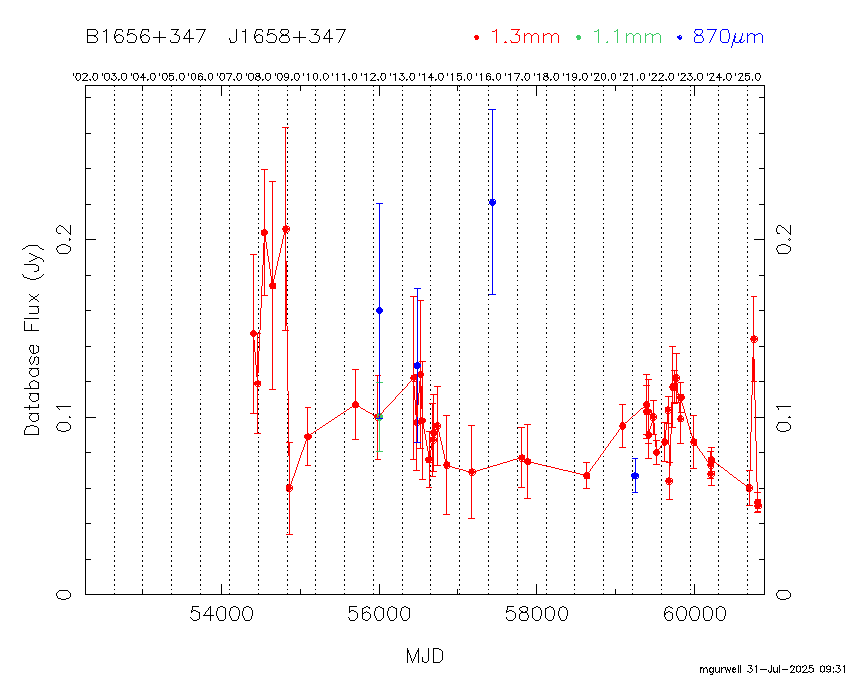 B1656+347 J1658+347
1.3mm 1.1mm 870μm
'02.0 '03.0 '04.0 '05.0 '06.0 '07.0 '08.0 '09.0 '10.0 '11.0 '12.0 '13.0 '14.0 '15.0 '16.0 '17.0 '18.0 '19.0 '20.0 '21.0 '22.0 '23.0 '24.0 '25.0
0.2 0.2
Database Flux (Jy)
0.1 0.1
0 0
54000 56000 58000 60000
MJD
mgurwell 31-Jul-2025 09:31